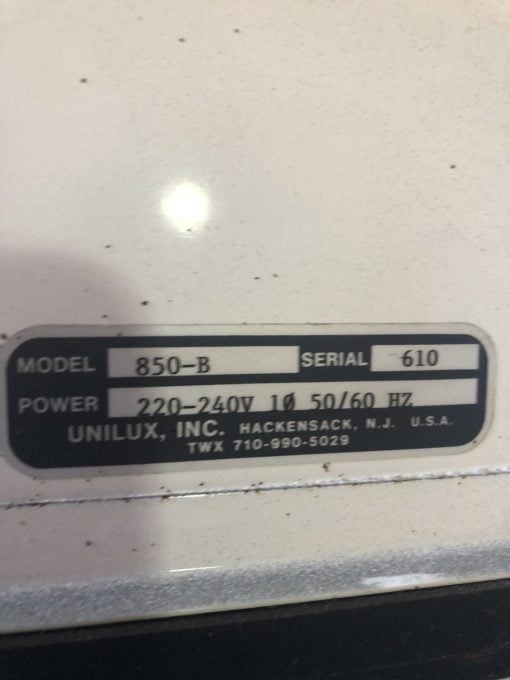 MODEL 850-B SERIAL 610
POWER 220-240V 1Ø 50/60 HZ
UNILUX, INC. HACKENSACK, N.J. U.S.A.
TWX 710-990-5029